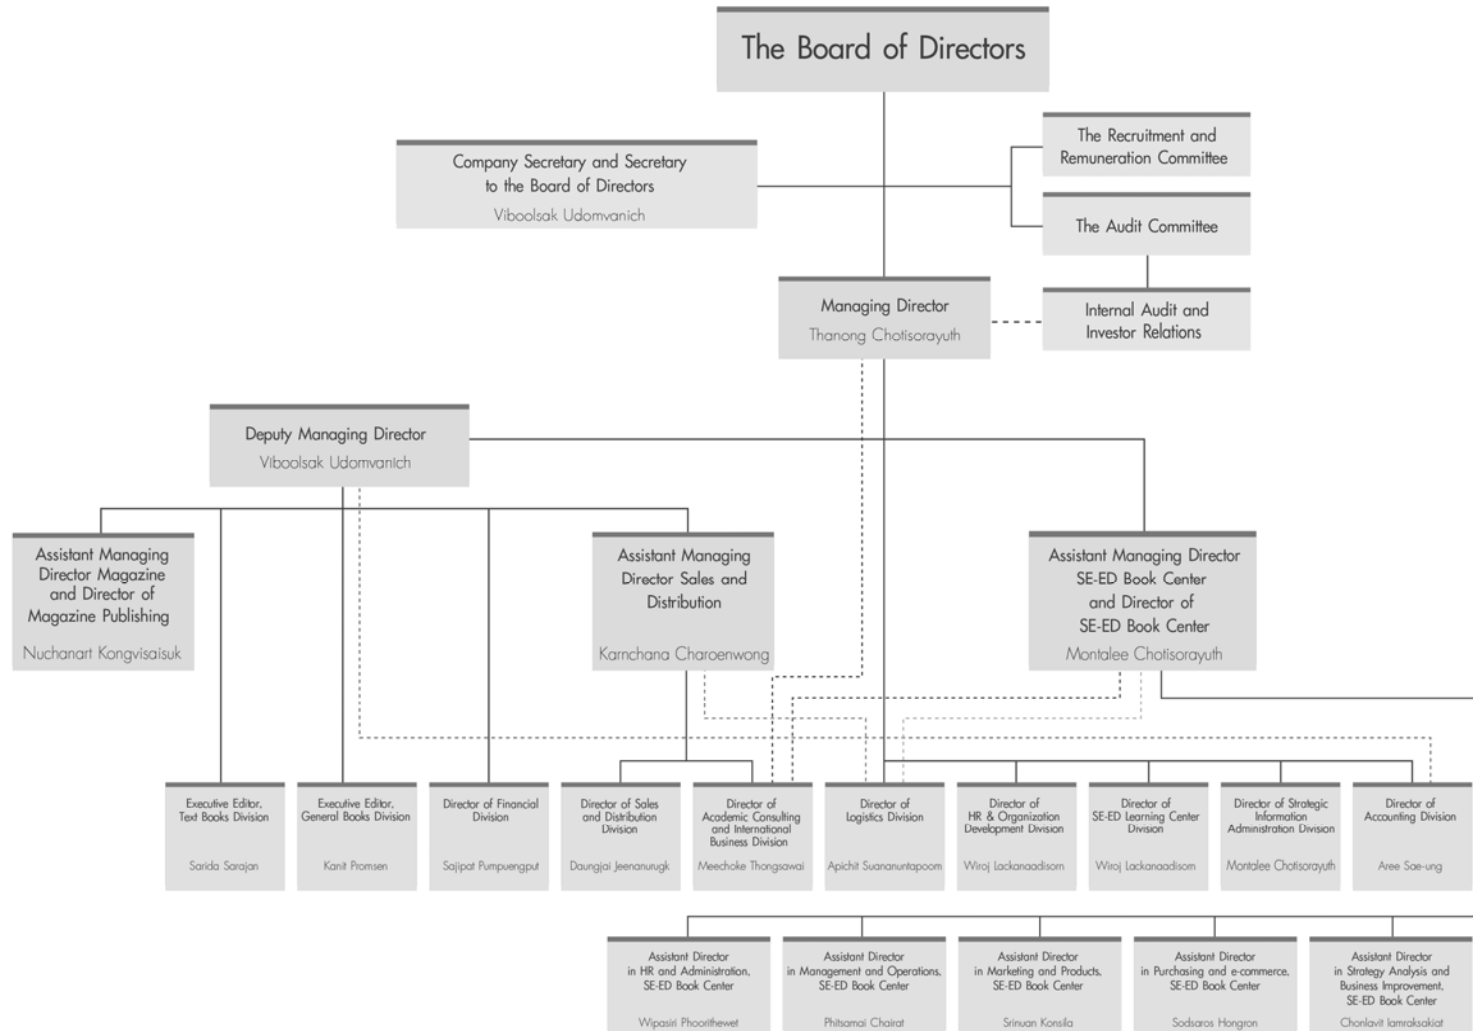 The Board of Directors
Company Secretary and Secretary
to the Board of Directors
Viboolsak Udomvanich
The Recruitment and
Remuneration Committee
The Audit Committee
Managing Director
Thanong Chotisorayuth
Internal Audit and
Investor Relations
Deputy Managing Director
Viboolsak Udomvanich
Assistant Managing
Director Magazine
and Director of
Magazine Publishing
Nuchanart Kongvisaisuk
Assistant Managing
Director Sales and
Distribution
Karnchana Charoenwong
Assistant Managing Director
SE-ED Book Center
and Director of
SE-ED Book Center
Montalee Chotisorayuth
Executive Editor,
Text Books Division
Sarida Sarajan
Executive Editor,
General Books Division
Kanit Promsen
Director of Financial
Division
Sajipat Pumpuengput
Director of Sales
and Distribution
Division
Daungjai Jeenanurugk
Director of
Academic Consulting
and International
Business Division
Meechoke Thongsawai
Director of
Logistics Division
Apichit Suananuntapoom
Director of
HR & Organization
Development Division
Wiroj Lackanaadisorn
Director of
SE-ED Learning Center
Division
Wiroj Lackanaadisorn
Director of Strategic
Information
Administration Division
Montalee Chotisorayuth
Director of
Accounting Division
Aree Sae-ung
Assistant Director
in HR and Administration,
SE-ED Book Center
Wipasiri Phoorithewet
Assistant Director
in Management and Operations,
SE-ED Book Center
Phitsamai Chairat
Assistant Director
in Marketing and Products,
SE-ED Book Center
Srinuan Konsila
Assistant Director
in Purchasing and e-commerce,
SE-ED Book Center
Sodsaros Hongron
Assistant Director
in Strategy Analysis and
Business Improvement,
SE-ED Book Center
Chonlavit Iamraksakiat